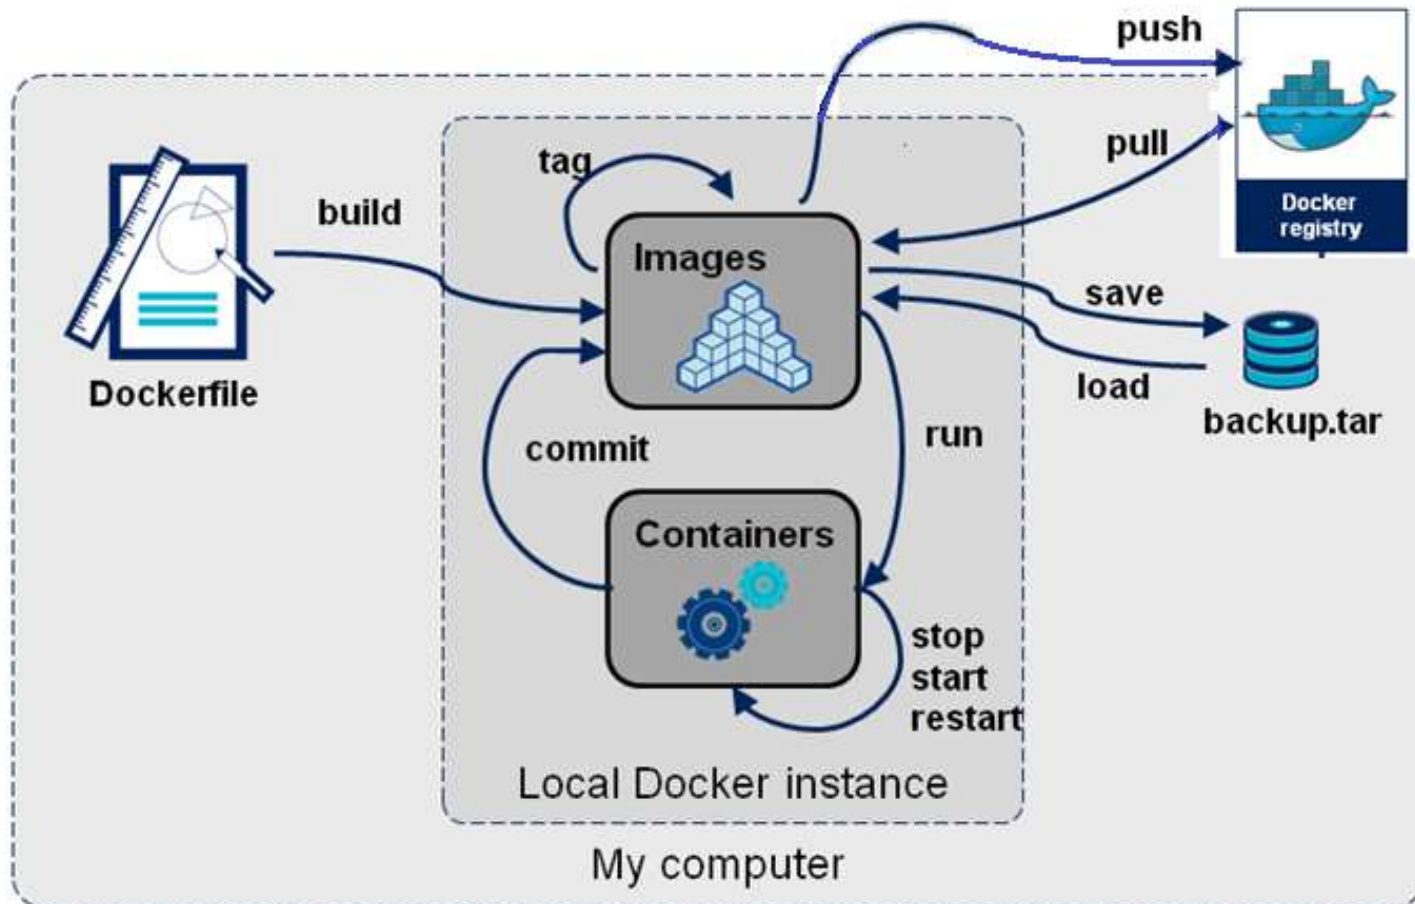 push
tag
pull
build
Docker
registry
Images
save
Dockerfile
load
backup.tar
commit
run
Containers
stop
start
restart
Local Docker instance
My computer